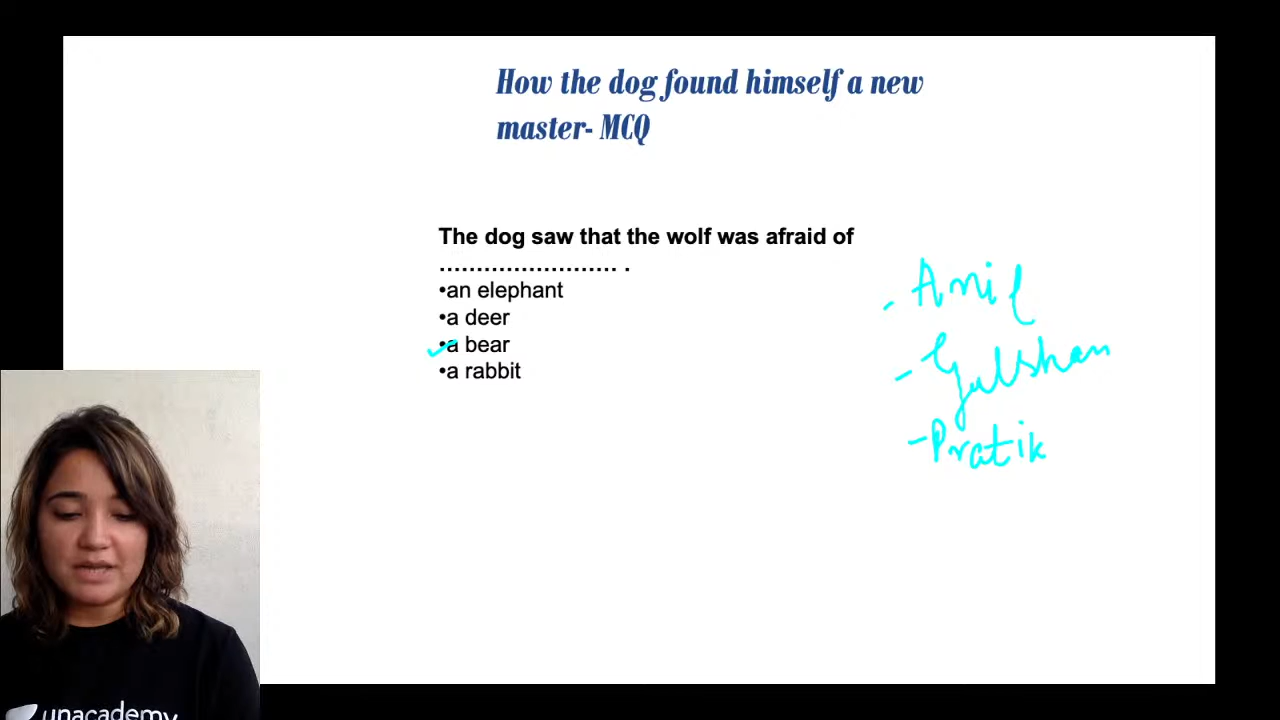 How the dog found himself a new
master- MCQ
The dog saw that the wolf was afraid of
........................ .
•an elephant
•a deer
•a bear
•a rabbit
- Anil
- Gulshan
- Pratik
unacademy